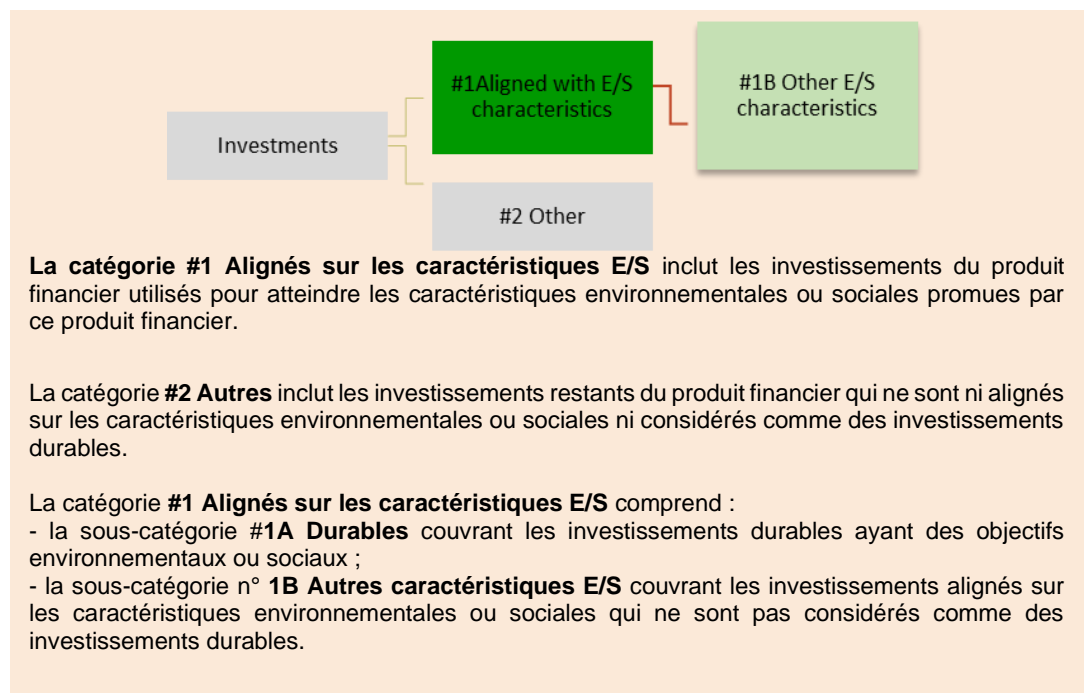 #1Aligned with E/S
characteristics
#1B Other E/S
characteristics
Investments
#2 Other
La catégorie #1 Alignés sur les caractéristiques E/S inclut les investissements du produit
financier utilisés pour atteindre les caractéristiques environnementales ou sociales promues par
ce produit financier.
La catégorie #2 Autres inclut les investissements restants du produit financier qui ne sont ni alignés
sur les caractéristiques environnementales ou sociales ni considérés comme des investissements
durables.
La catégorie #1 Alignés sur les caractéristiques E/S comprend :
- la sous-catégorie #1A Durables couvrant les investissements durables ayant des objectifs
environnementaux ou sociaux ;
- la sous-catégorie n° 1B Autres caractéristiques E/S couvrant les investissements alignés sur
les caractéristiques environnementales ou sociales qui ne sont pas considérés comme des
investissements durables.